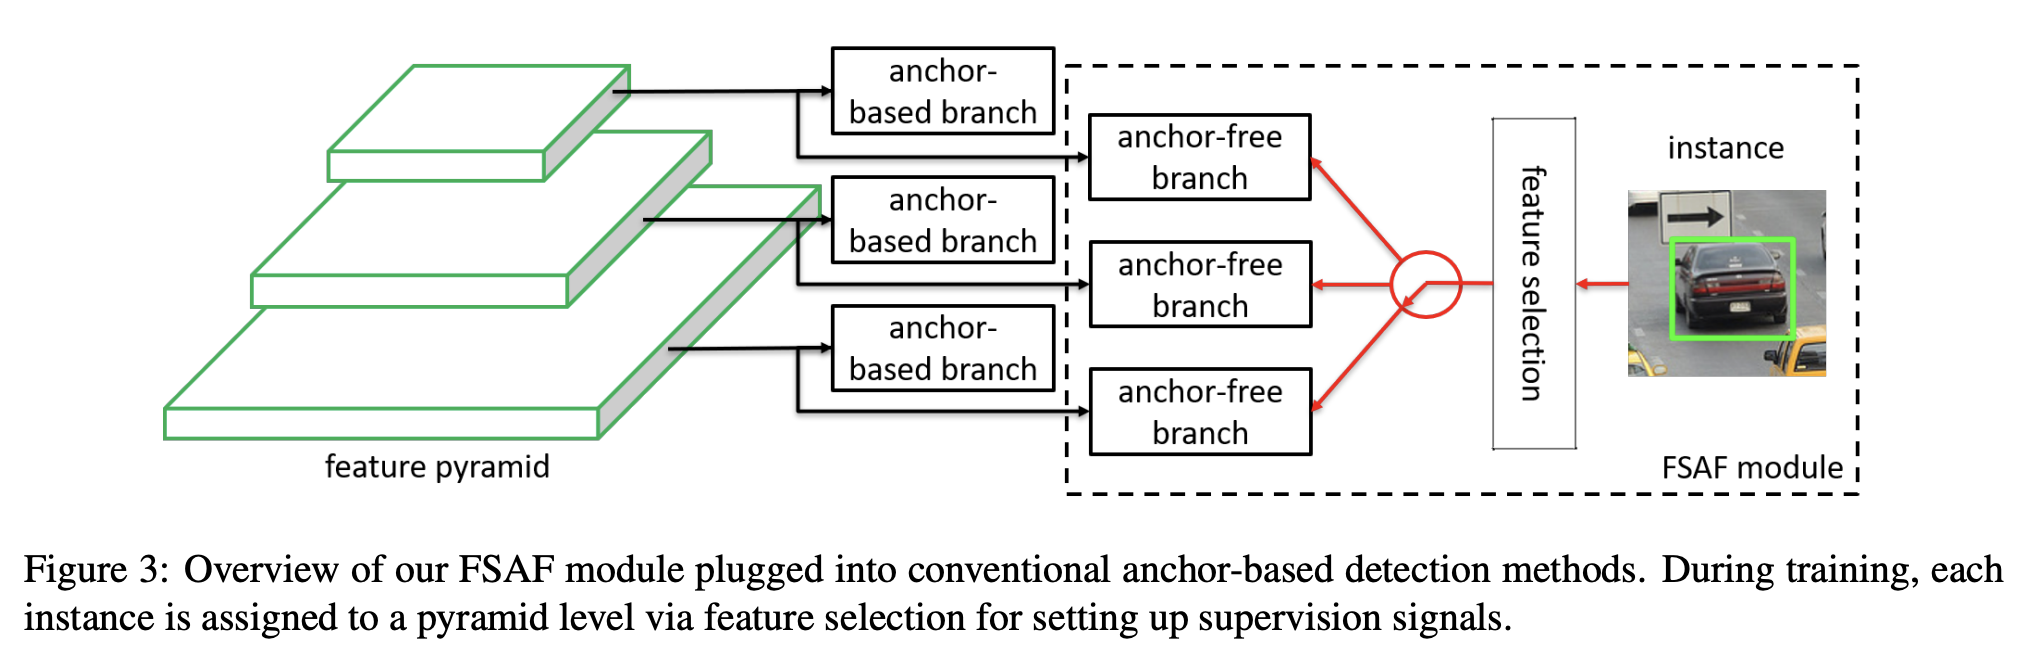 anchor-
based branch
anchor-free
branch
anchor-
based branch
anchor-free
branch
anchor-
based branch
anchor-free
branch
feature selection
instance
feature pyramid
FSAF module
Figure 3: Overview of our FSAF module plugged into conventional anchor-based detection methods. During training, each
instance is assigned to a pyramid level via feature selection for setting up supervision signals.